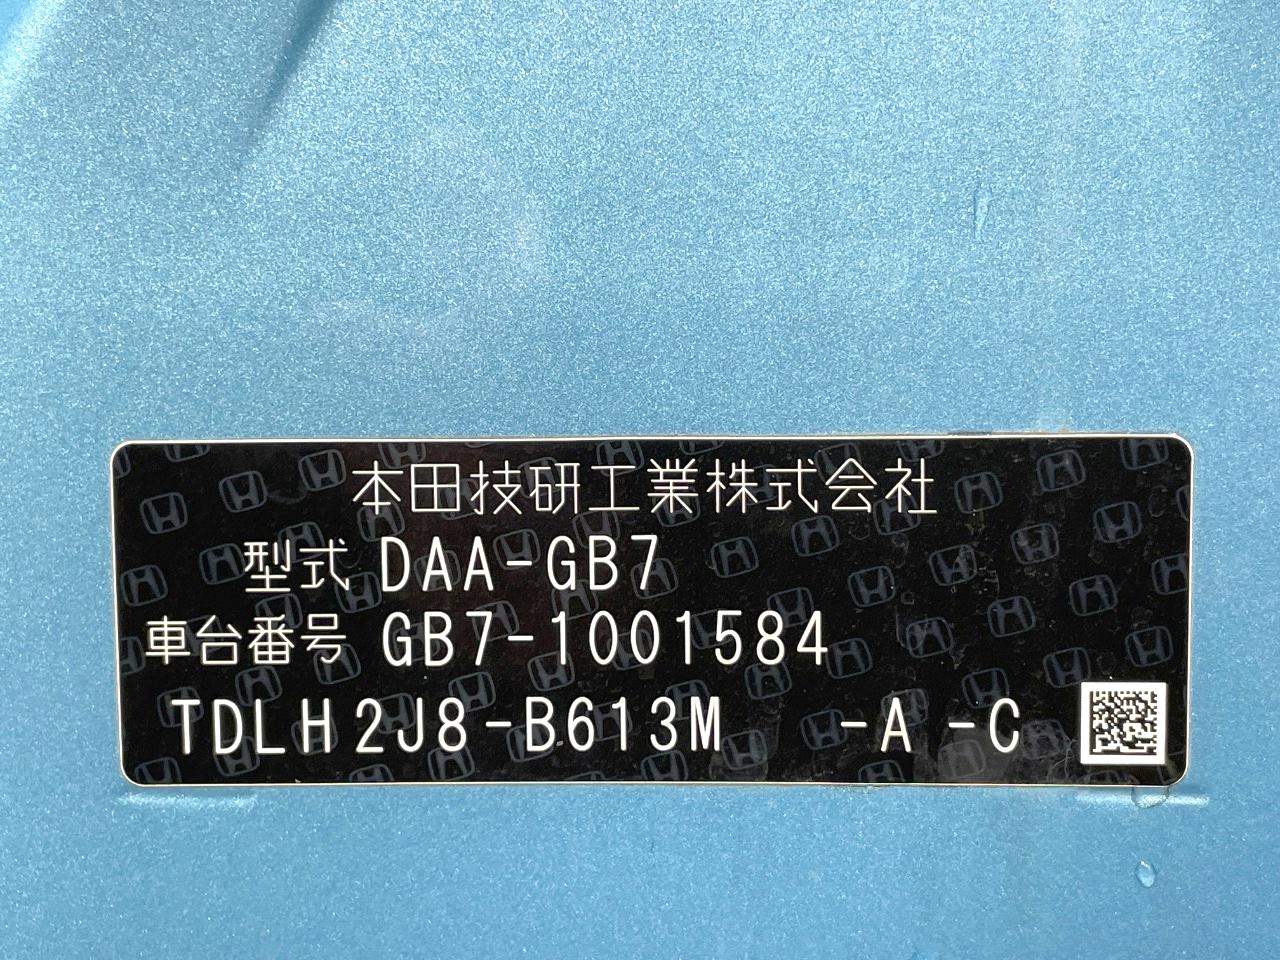 本田技研工業株式会社
型式 DAA-GB7
車台番号 GB7-1001584
TDLH2J8-B613M -A -C